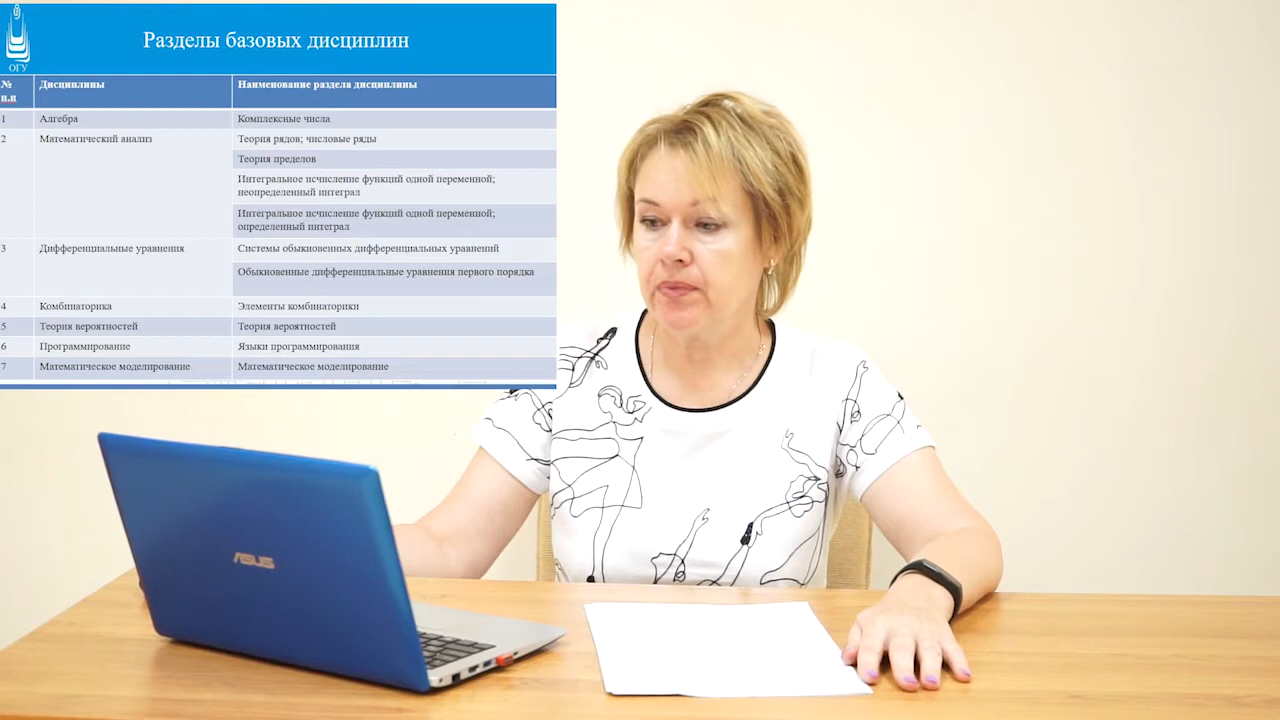 ОГУ
Разделы базовых дисциплин
№
п.п
Дисциплины
Наименование раздела дисциплины
1
Алгебра
Комплексные числа
2
Математический анализ
Теория рядов; числовые ряды
Теория пределов
Интегральное исчисление функций одной переменной;
неопределенный интеграл
Интегральное исчисление функций одной переменной;
определенный интеграл
3
Дифференциальные уравнения
Системы обыкновенных дифференциальных уравнений
Обыкновенные дифференциальные уравнения первого порядка
4
Комбинаторика
Элементы комбинаторики
5
Теория вероятностей
Теория вероятностей
6
Программирование
Языки программирования
7
Математическое моделирование
Математическое моделирование
ASUS